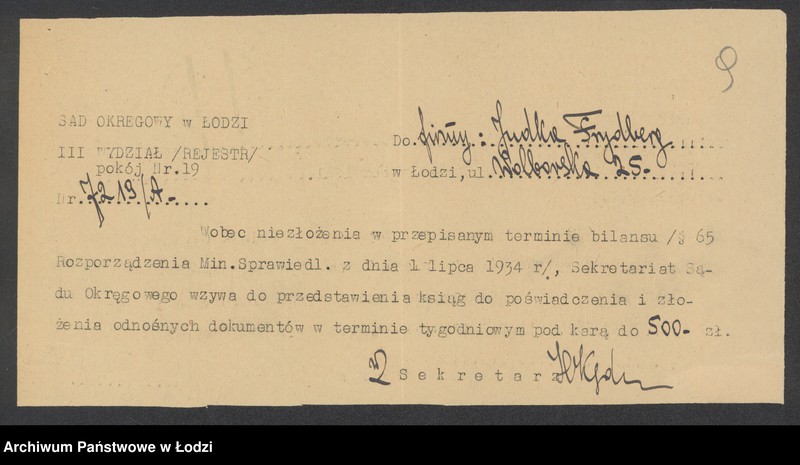 9
SAD OKREGOWY w ŁODZI
Do firmy: Judka Frydberg
III WYDZIAŁ /REJESTR/
pokój Nr.19
w Łodzi, ul. Wolborska 25.-
Nr. 7219/A.-
Wobec niezłożenia w przepisanym terminie bilansu /§ 65
Rozporządzenia Min.Sprawiedl. z dnia 1 lipca 1934 r/, Sekretariat Są-
du Okręgowego wzywa do przedstawienia ksiąg do poświadczenia i zło-
żenia odnośnych dokumentów w terminie tygodniowym pod karą do 500- zł.
Sekretarz
Archiwum Państwowe w Łodzi